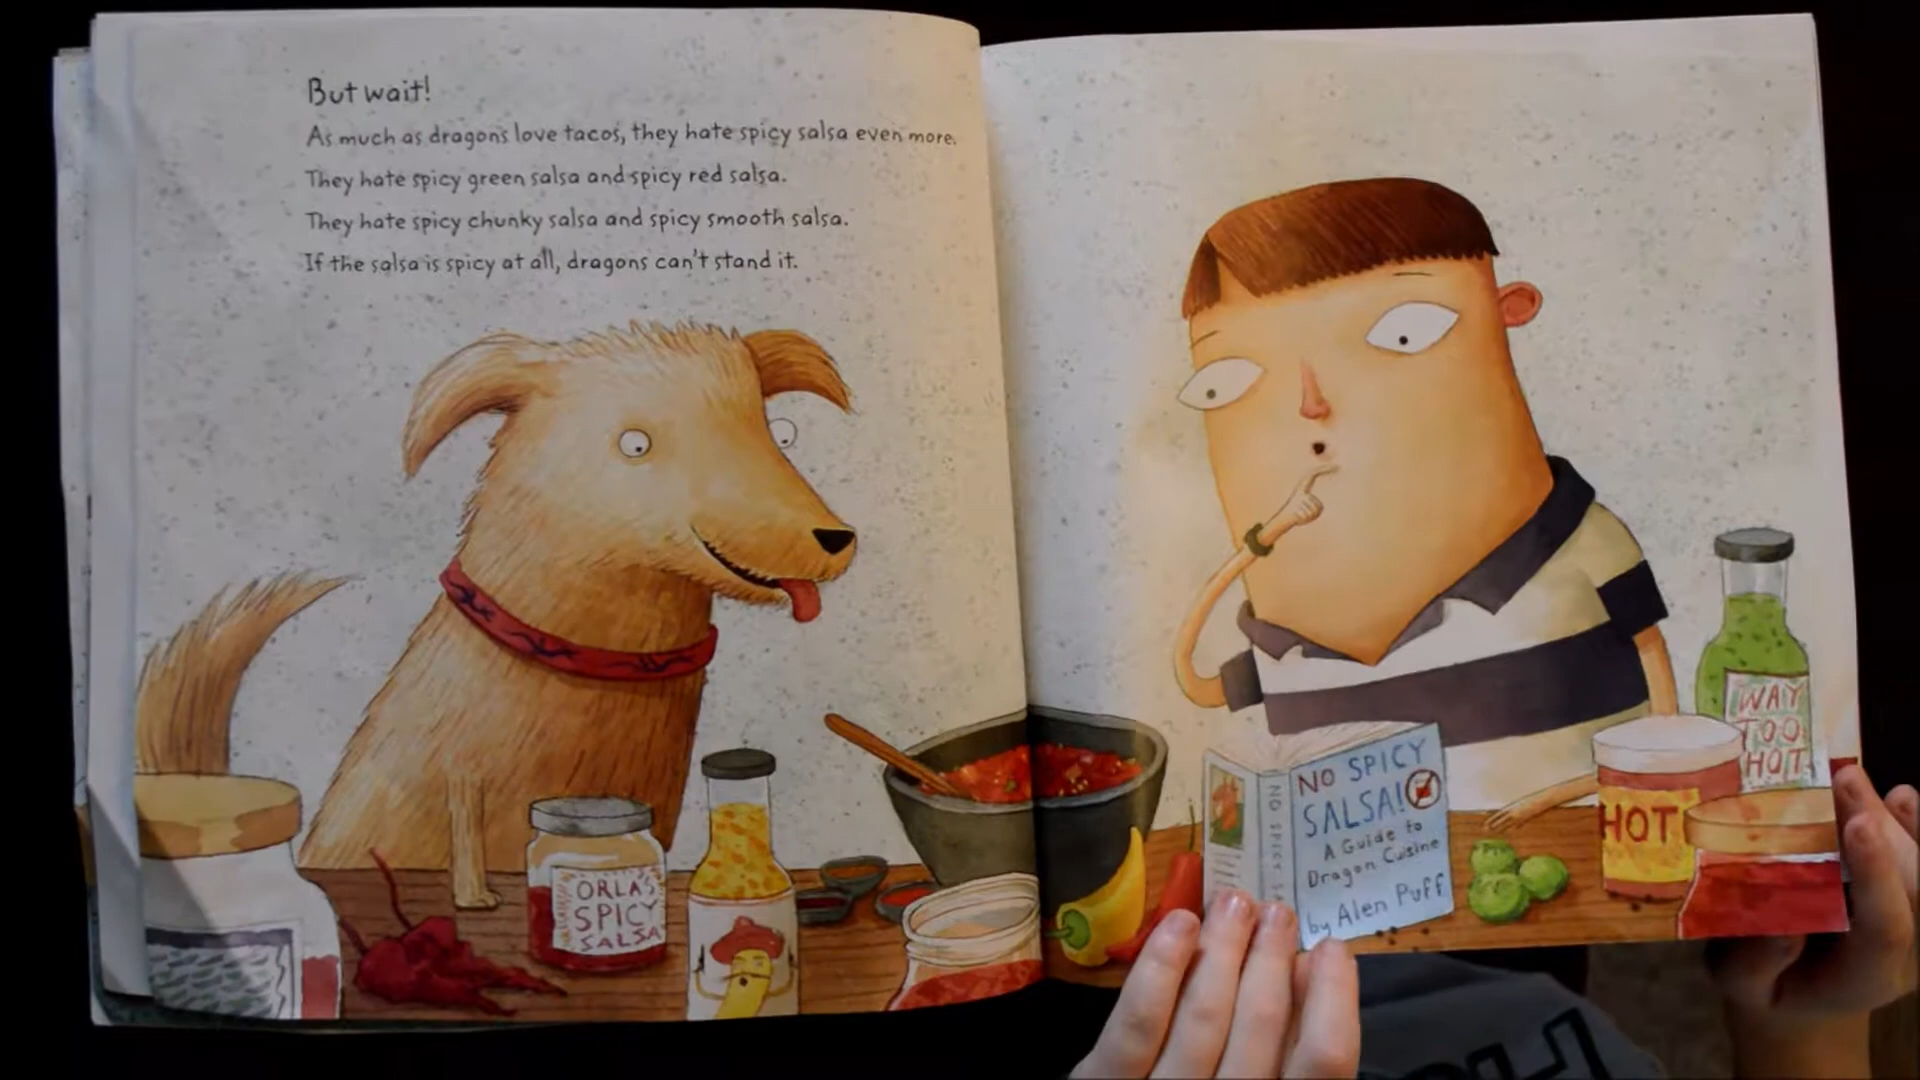 But wait!
As much as dragons love tacos, they hate spicy salsa even more.
They hate spicy green salsa and spicy red salsa.
They hate spicy chunky salsa and spicy smooth salsa.
If the salsa is spicy at all, dragons can't stand it.
ORLA'S
SPICY
SALSA
NO SPICY
NO SPICY
SALSA!
A Guide to
Dragon Cuisine
by Alen Puff
HOT
WAY
TOO
HOT